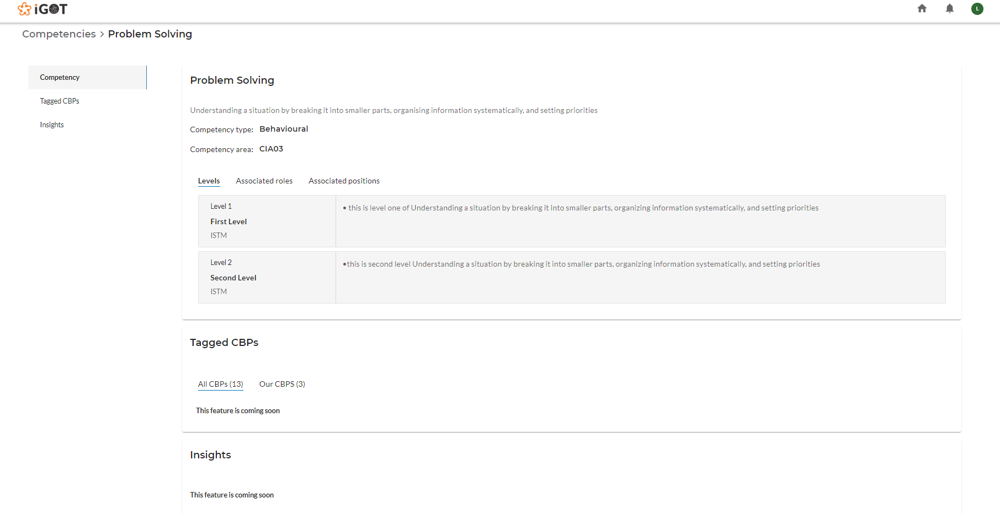 iGOT
L
Competencies > Problem Solving
Competency
Tagged CBPs
Insights
Problem Solving
Understanding a situation by breaking it into smaller parts, organising information systematically, and setting priorities
Competency type: Behavioural
Competency area: CIA03
Levels Associated roles Associated positions
Level 1
First Level
ISTM
• this is level one of Understanding a situation by breaking it into smaller parts, organizing information systematically, and setting priorities
Level 2
Second Level
ISTM
•this is second level Understanding a situation by breaking it into smaller parts, organizing information systematically, and setting priorities
Tagged CBPs
All CBPs (13) Our CBPS (3)
This feature is coming soon
Insights
This feature is coming soon